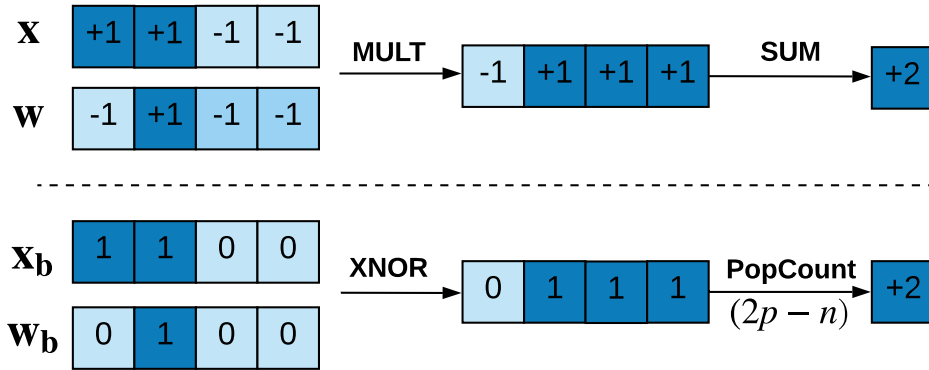 x +1 +1 -1 -1
MULT
-1 +1 +1 +1
SUM
+2
w -1 +1 -1 -1
x_b 1 1 0 0
XNOR
0 1 1 1
PopCount
(2p − n)
+2
w_b 0 1 0 0